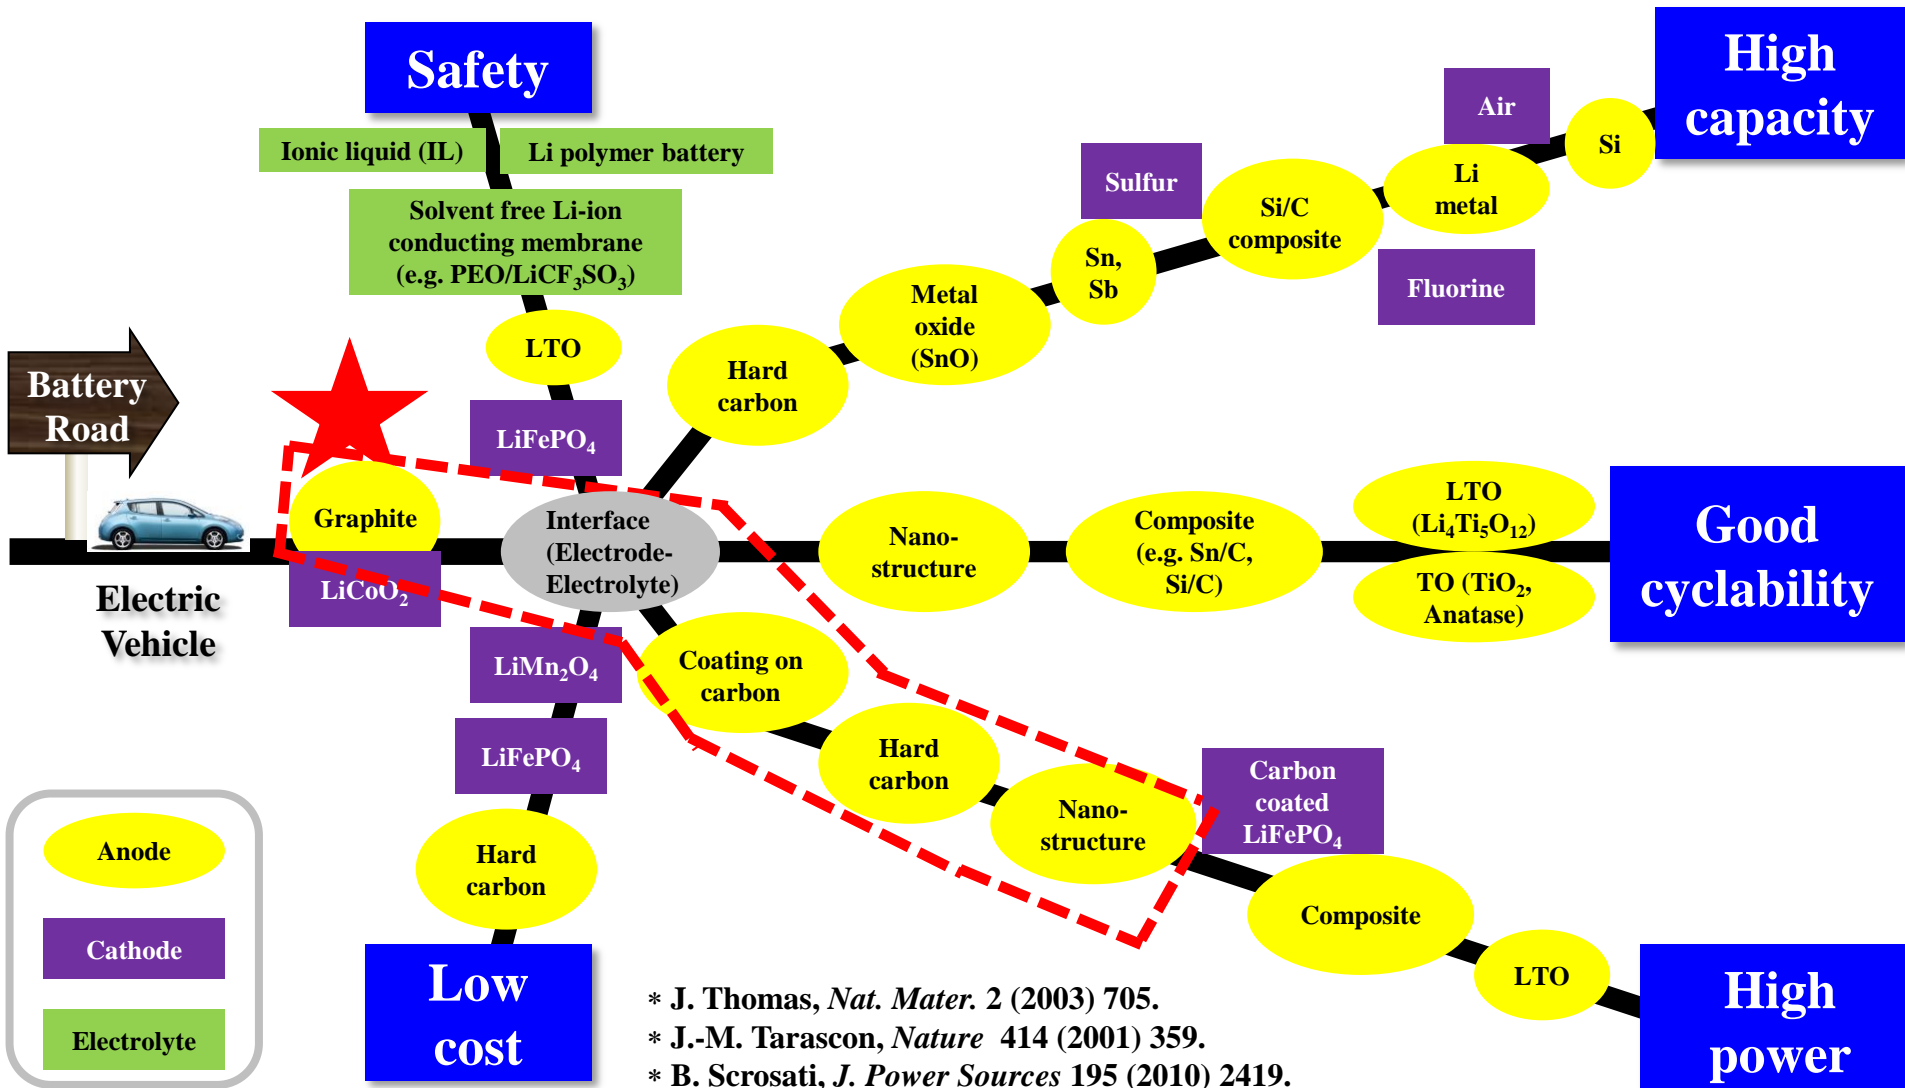 Safety
High
capacity
Ionic liquid (IL)
Li polymer battery
Solvent free Li-ion
conducting membrane
(e.g. PEO/LiCF₃SO₃)
Air
Si
Sulfur
Li
metal
Si/C
composite
Sn,
Sb
Fluorine
Metal
oxide
(SnO)
LTO
Hard
carbon
Battery
Road
LiFePO₄
Graphite
Interface
(Electrode-
Electrolyte)
Nano-
structure
Composite
(e.g. Sn/C,
Si/C)
LTO
(Li₄Ti₅O₁₂)
TO (TiO₂,
Anatase)
Good
cyclability
LiCoO₂
Electric
Vehicle
LiMn₂O₄
Coating on
carbon
LiFePO₄
Hard
carbon
Nano-
structure
Carbon
coated
LiFePO₄
Hard
carbon
Composite
LTO
Anode
Cathode
Electrolyte
Low
cost
High
power
* J. Thomas, Nat. Mater. 2 (2003) 705.
* J.-M. Tarascon, Nature 414 (2001) 359.
* B. Scrosati, J. Power Sources 195 (2010) 2419.